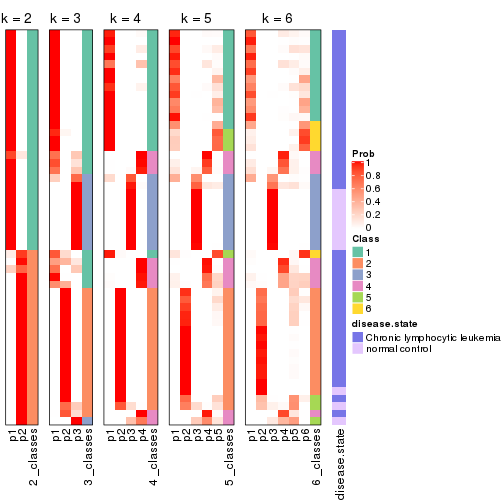 k = 2 k = 3 k = 4 k = 5 k = 6
Prob
1
0.8
0.6
0.4
0.2
0
Class
1
2
3
4
5
6
disease.state
Chronic lymphocytic leukemia
normal control
p1 p2 2_classes p1 p2 p3 3_classes p1 p2 p3 p4 4_classes p1 p2 p3 p4 p5 5_classes p1 p2 p3 p4 p5 p6 6_classes disease.state